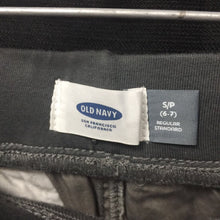 OLD NAVY
SAN FRANCISCO
CALIFORNIA
S/P
(6-7)
REGULAR
STANDARD